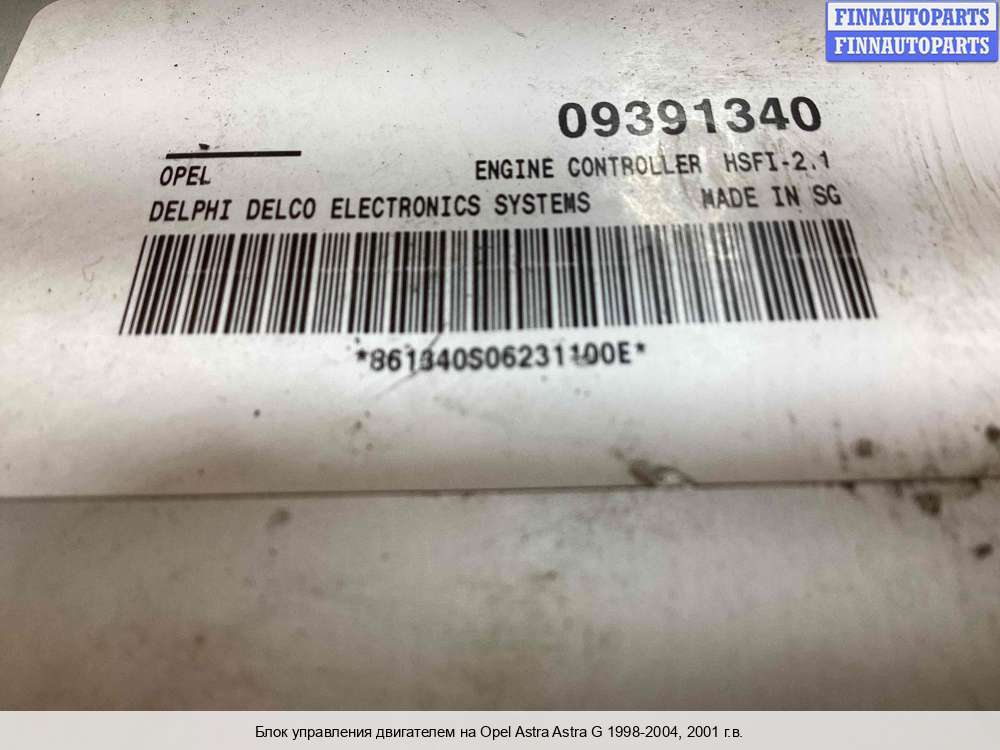 FINNAUTOPARTS
FINNAUTOPARTS
09391340
OPEL
ENGINE CONTROLLER HSFI-2.1
DELPHI DELCO ELECTRONICS SYSTEMS
MADE IN SG
*861340S06231100E*
Блок управления двигателем на Opel Astra Astra G 1998-2004, 2001 г.в.